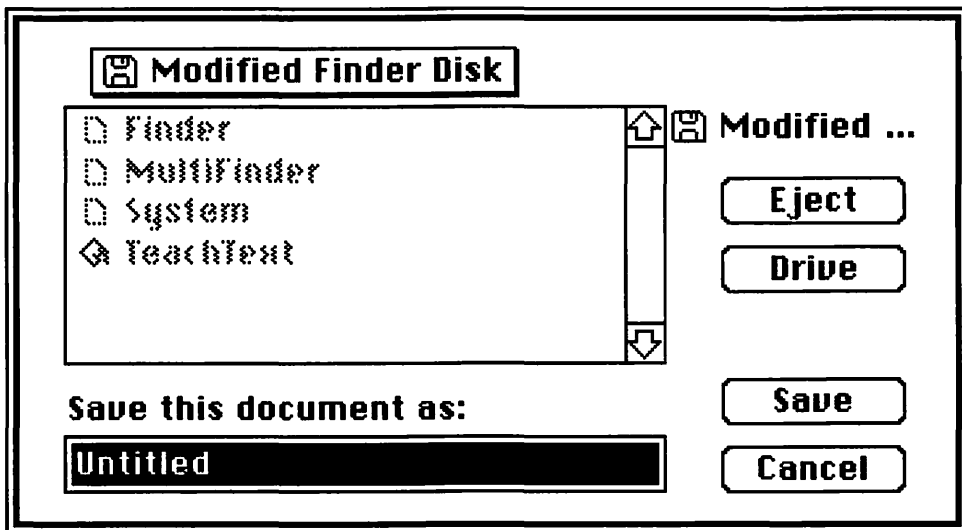 Modified Finder Disk
Finder
MultiFinder
System
TeachText
Modified ...
Eject
Drive
Save
Cancel
Save this document as:
Untitled